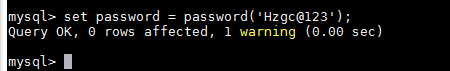 mysql> set password = password('Hzgc@123');
Query OK, 0 rows affected, 1 warning (0.00 sec)
mysql>